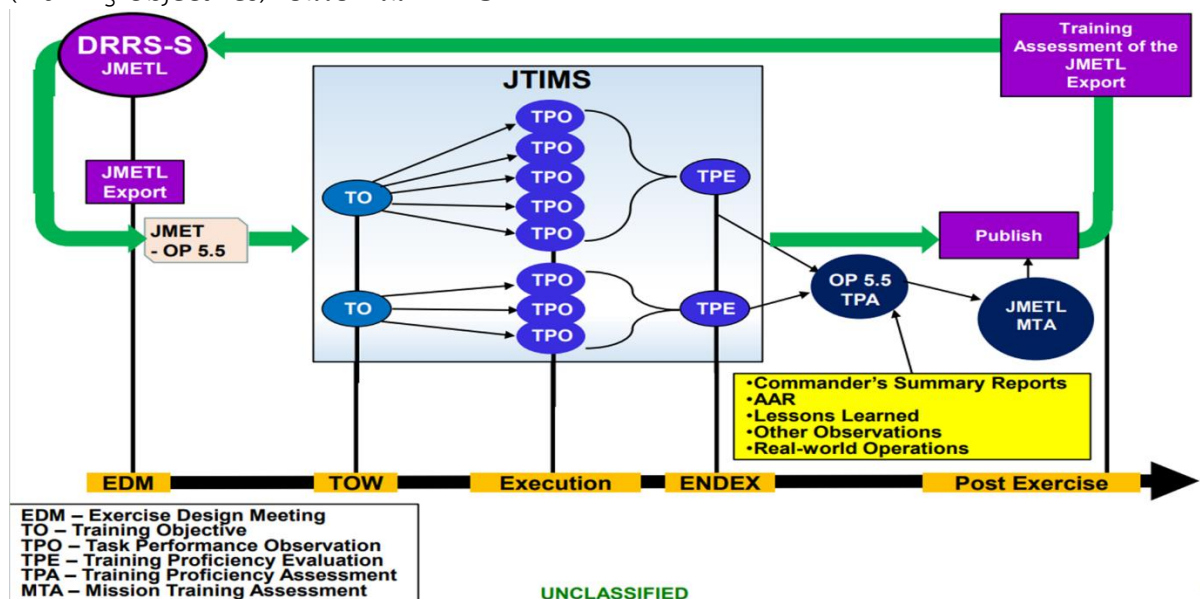 Objectives,
DRRS-S
JMETL
Training
Assessment of the
JMETL
Export
JTIMS
TPO
TPO
TPO
TPO
TPO
TO
TPE
JMETL
Export
JMET
- OP 5.5
Publish
TPO
TPO
TPO
TO
TPE
OP 5.5
TPA
JMETL
MTA
•Commander's Summary Reports
•AAR
•Lessons Learned
•Other Observations
•Real-world Operations
EDM
TOW
Execution
ENDEX
Post Exercise
EDM – Exercise Design Meeting
TO – Training Objective
TPO – Task Performance Observation
TPE – Training Proficiency Evaluation
TPA – Training Proficiency Assessment
MTA – Mission Training Assessment
UNCLASSIFIED